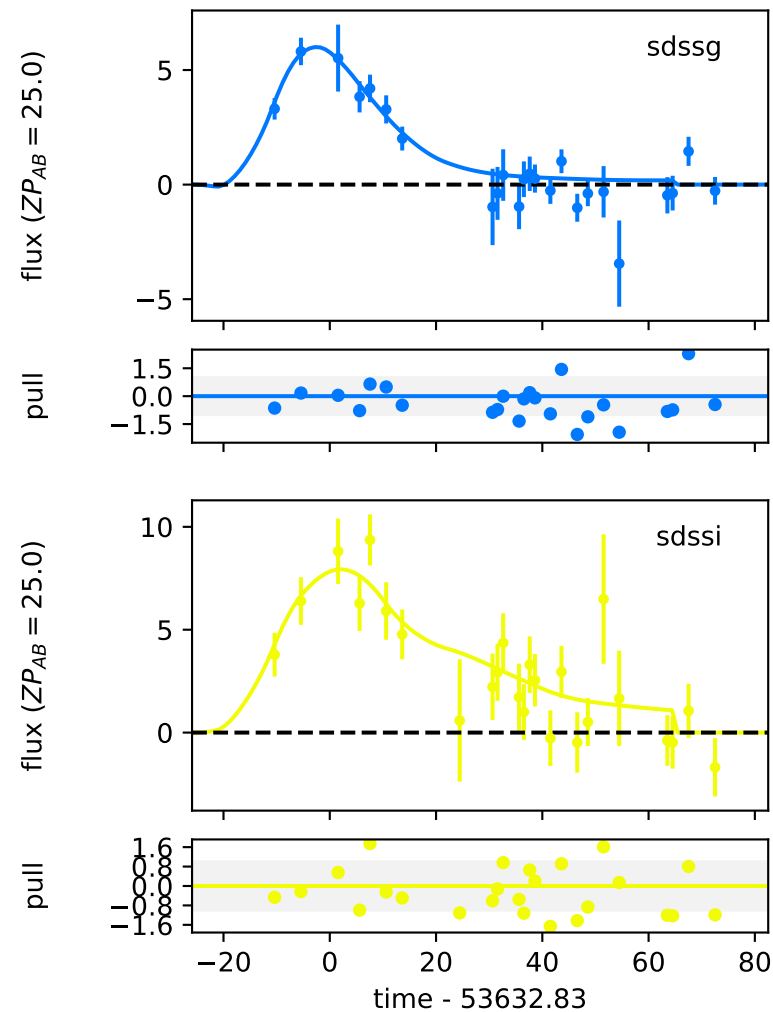 sdssg
flux (ZP_AB = 25.0)
5
0
−5
pull
1.5
0.0
−1.5
sdssi
flux (ZP_AB = 25.0)
10
5
0
pull
1.6
0.8
0.0
−0.8
−1.6
−20 0 20 40 60 80
time - 53632.83